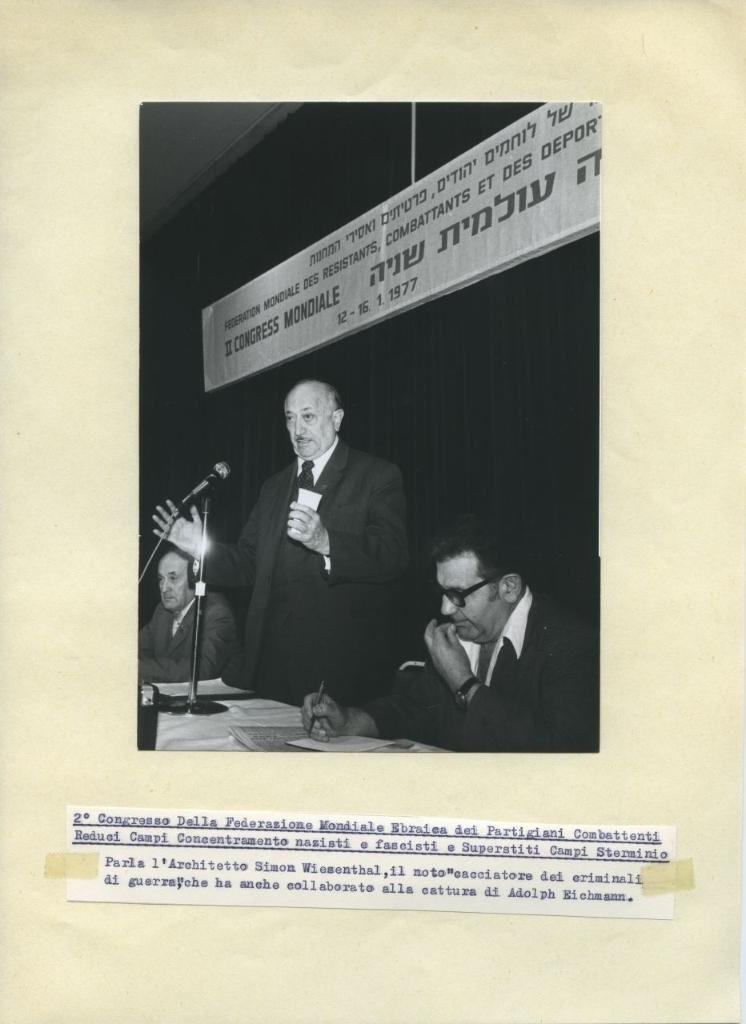 של לוחמים יהודים, פרטיזנים ואסירי המחנות
FEDERATION MONDIALE DES RESISTANTS, COMBATTANTS ET DES DEPOR
ה עולמית שניה
II CONGRESS MONDIALE
12-16.1.1977
2° Congresso Della Federazione Mondiale Ebraica dei Partigiani Combattenti
Reduci Campi Concentramento nazisti e fascisti e Superstiti Campi Sterminio
Parla l'Architetto Simon Wiesenthal,il noto"cacciatore dei criminali
di guerra"che ha anche collaborato alla cattura di Adolph Eichmann.